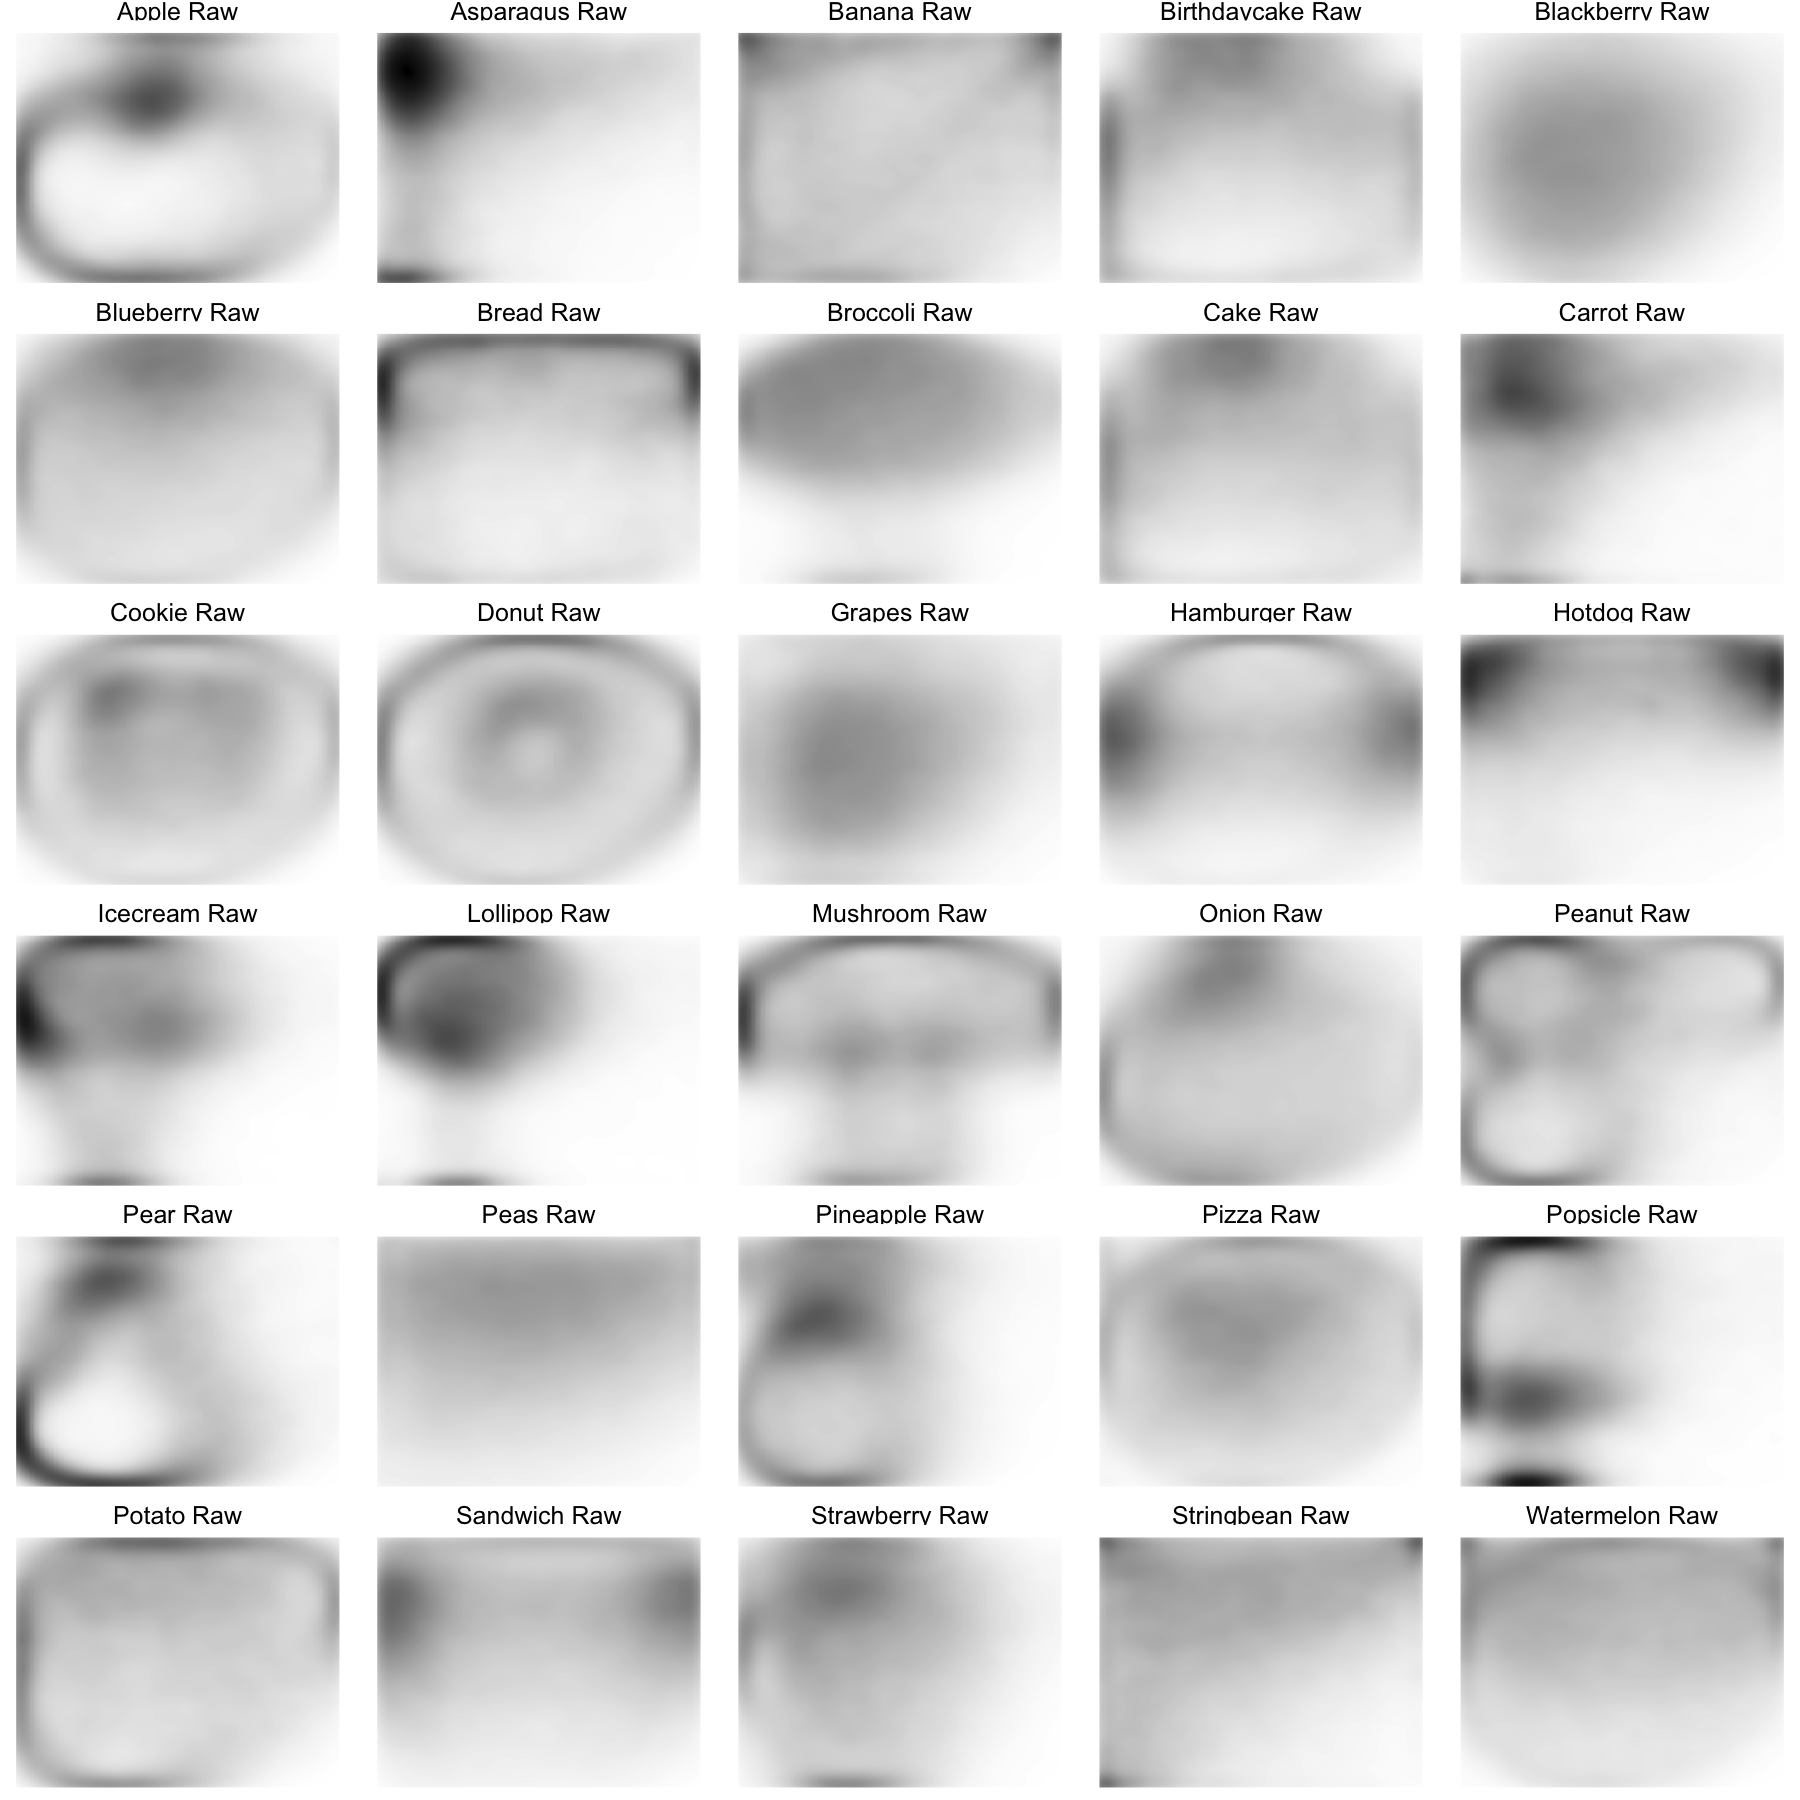 Apple Raw
Asparagus Raw
Banana Raw
Birthdaycake Raw
Blackberry Raw
Blueberry Raw
Bread Raw
Broccoli Raw
Cake Raw
Carrot Raw
Cookie Raw
Donut Raw
Grapes Raw
Hamburger Raw
Hotdog Raw
Icecream Raw
Lollipop Raw
Mushroom Raw
Onion Raw
Peanut Raw
Pear Raw
Peas Raw
Pineapple Raw
Pizza Raw
Popsicle Raw
Potato Raw
Sandwich Raw
Strawberry Raw
Stringbean Raw
Watermelon Raw